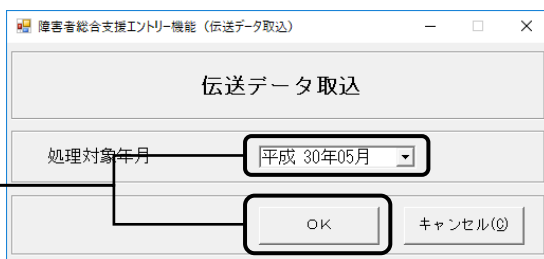 障害者総合支援エントリー機能（伝送データ取込）
伝送データ取込
処理対象年月
平成 30年05月
OK
キャンセル(C)